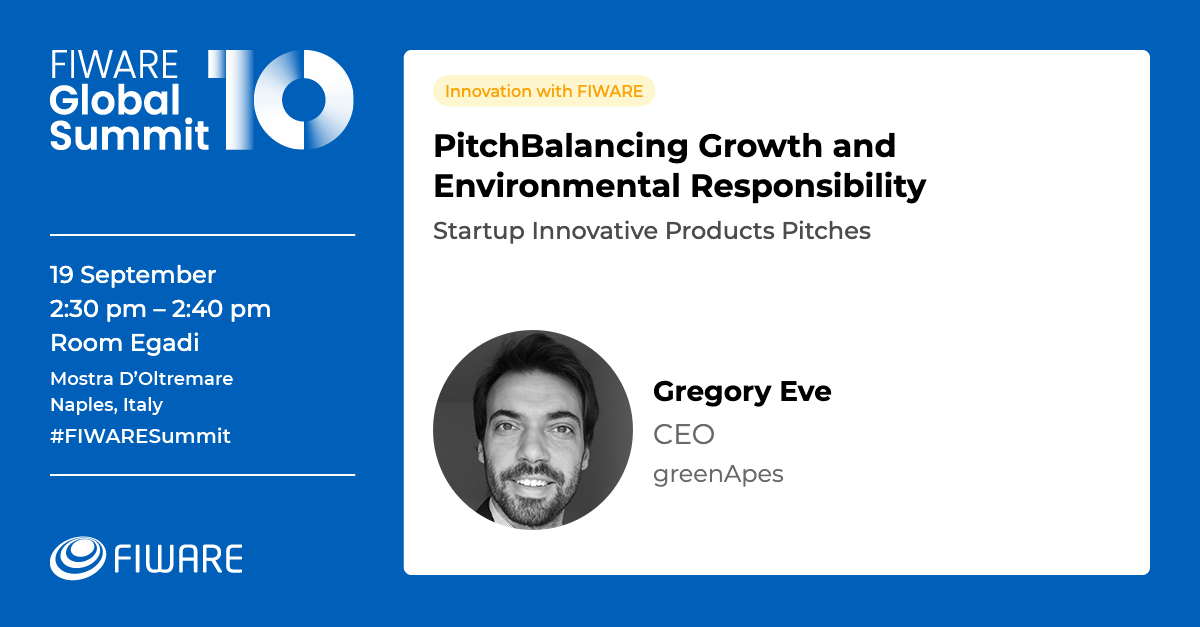 FIWARE
Global
Summit
10
19 September
2:30 pm – 2:40 pm
Room Egadi
Mostra D’Oltremare
Naples, Italy
#FIWARESummit
FIWARE
Innovation with FIWARE
PitchBalancing Growth and
Environmental Responsibility
Startup Innovative Products Pitches
Gregory Eve
CEO
greenApes